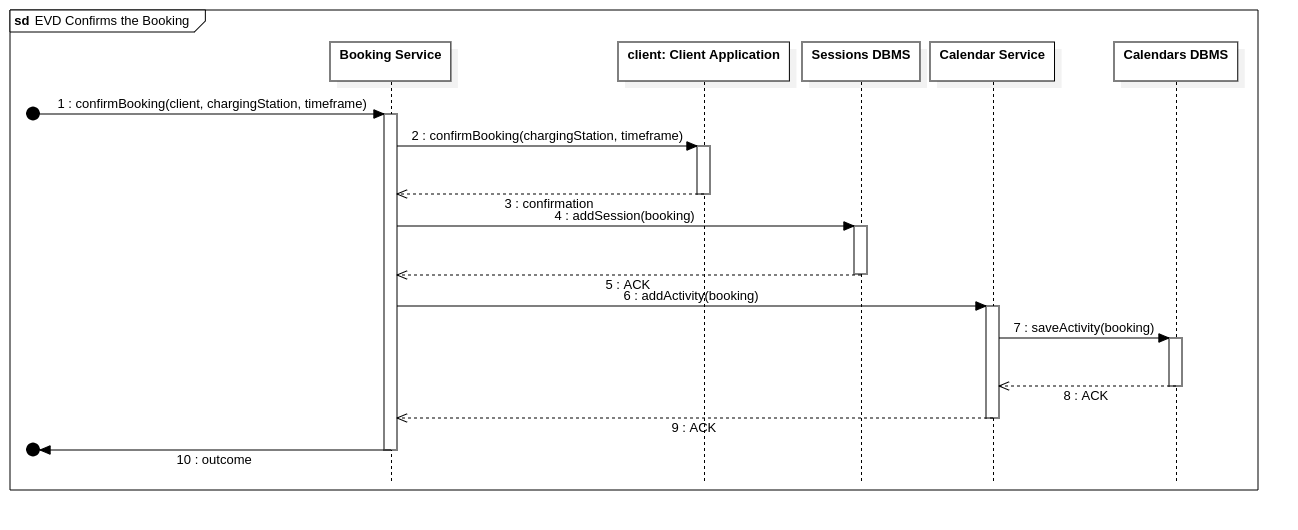 sd EVD Confirms the Booking
Booking Service
client: Client Application
Sessions DBMS
Calendar Service
Calendars DBMS
1 : confirmBooking(client, chargingStation, timeframe)
2 : confirmBooking(chargingStation, timeframe)
3 : confirmation
4 : addSession(booking)
5 : ACK
6 : addActivity(booking)
7 : saveActivity(booking)
8 : ACK
9 : ACK
10 : outcome